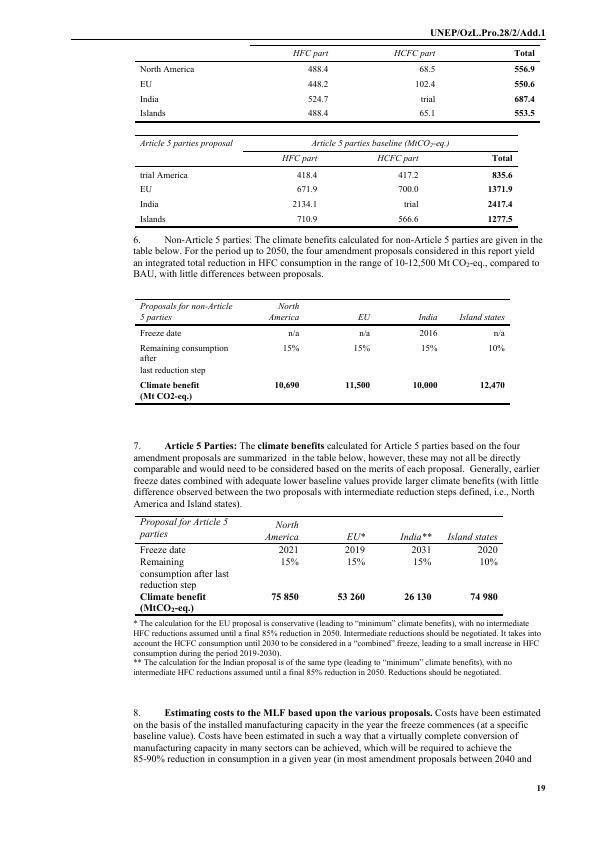 UNEP/OzL.Pro.28/2/Add.1
HFC part HCFC part Total
North America 488.4 68.5 556.9
EU 448.2 102.4 550.6
India 524.7 trial 687.4
Islands 488.4 65.1 553.5
Article 5 parties proposal Article 5 parties baseline (MtCO2-eq.)
HFC part HCFC part Total
trial America 418.4 417.2 835.6
EU 671.9 700.0 1371.9
India 2134.1 trial 2417.4
Islands 710.9 566.6 1277.5
6. Non-Article 5 parties: The climate benefits calculated for non-Article 5 parties are given in the
table below. For the period up to 2050, the four amendment proposals considered in this report yield
an integrated total reduction in HFC consumption in the range of 10-12,500 Mt CO2-eq., compared to
BAU, with little differences between proposals.
Proposals for non-Article North
5 parties America EU India Island states
Freeze date n/a n/a 2016 n/a
Remaining consumption 15% 15% 15% 10%
after
last reduction step
Climate benefit 10,690 11,500 10,000 12,470
(Mt CO2-eq.)
7. Article 5 Parties: The climate benefits calculated for Article 5 parties based on the four
amendment proposals are summarized in the table below, however, these may not all be directly
comparable and would need to be considered based on the merits of each proposal. Generally, earlier
freeze dates combined with adequate lower baseline values provide larger climate benefits (with little
difference observed between the two proposals with intermediate reduction steps defined, i.e., North
America and Island states).
Proposal for Article 5 North
parties America EU* India** Island states
Freeze date 2021 2019 2031 2020
Remaining 15% 15% 15% 10%
consumption after last
reduction step
Climate benefit 75 850 53 260 26 130 74 980
(MtCO2-eq.)
* The calculation for the EU proposal is conservative (leading to “minimum” climate benefits), with no intermediate
HFC reductions assumed until a final 85% reduction in 2050. Intermediate reductions should be negotiated. It takes into
account the HCFC consumption until 2030 to be considered in a “combined” freeze, leading to a small increase in HFC
consumption during the period 2019-2030).
** The calculation for the Indian proposal is of the same type (leading to “minimum” climate benefits), with no
intermediate HFC reductions assumed until a final 85% reduction in 2050. Reductions should be negotiated.
8. Estimating costs to the MLF based upon the various proposals. Costs have been estimated
on the basis of the installed manufacturing capacity in the year the freeze commences (at a specific
baseline value). Costs have been estimated in such a way that a virtually complete conversion of
manufacturing capacity in many sectors can be achieved, which will be required to achieve the
85-90% reduction in consumption in a given year (in most amendment proposals between 2040 and
19